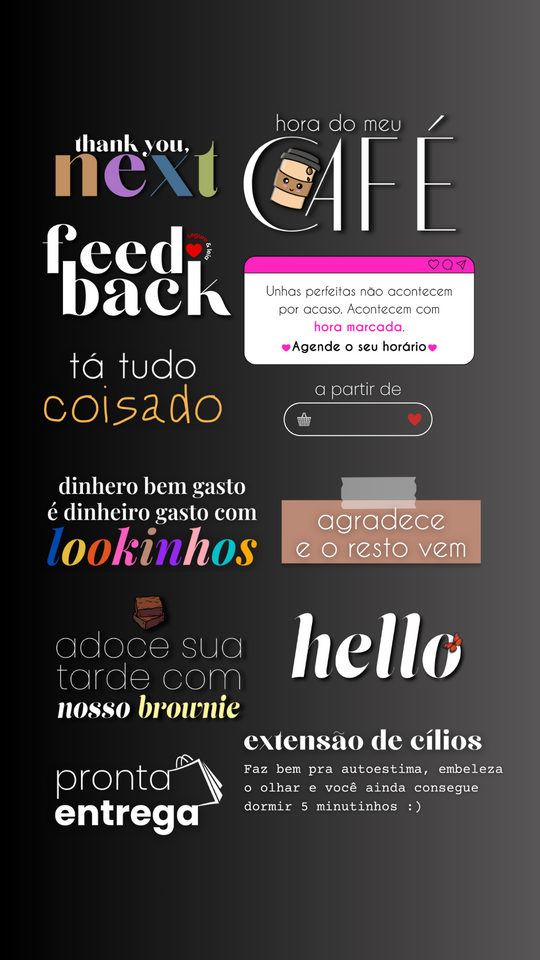 thank you,
next
hora do meu
CAFÉ
feed
back
Unhas perfeitas não acontecem
por acaso. Acontecem com
hora marcada.
Agende o seu horário
tá tudo
coisado
a partir de
dinhero bem gasto
é dinheiro gasto com
lookinhos
agradece
e o resto vem
adoce sua
tarde com
nosso brownie
hello
extensão de cílios
Faz bem pra autoestima, embeleza
o olhar e você ainda consegue
dormir 5 minutinhos :)
pronta
entrega